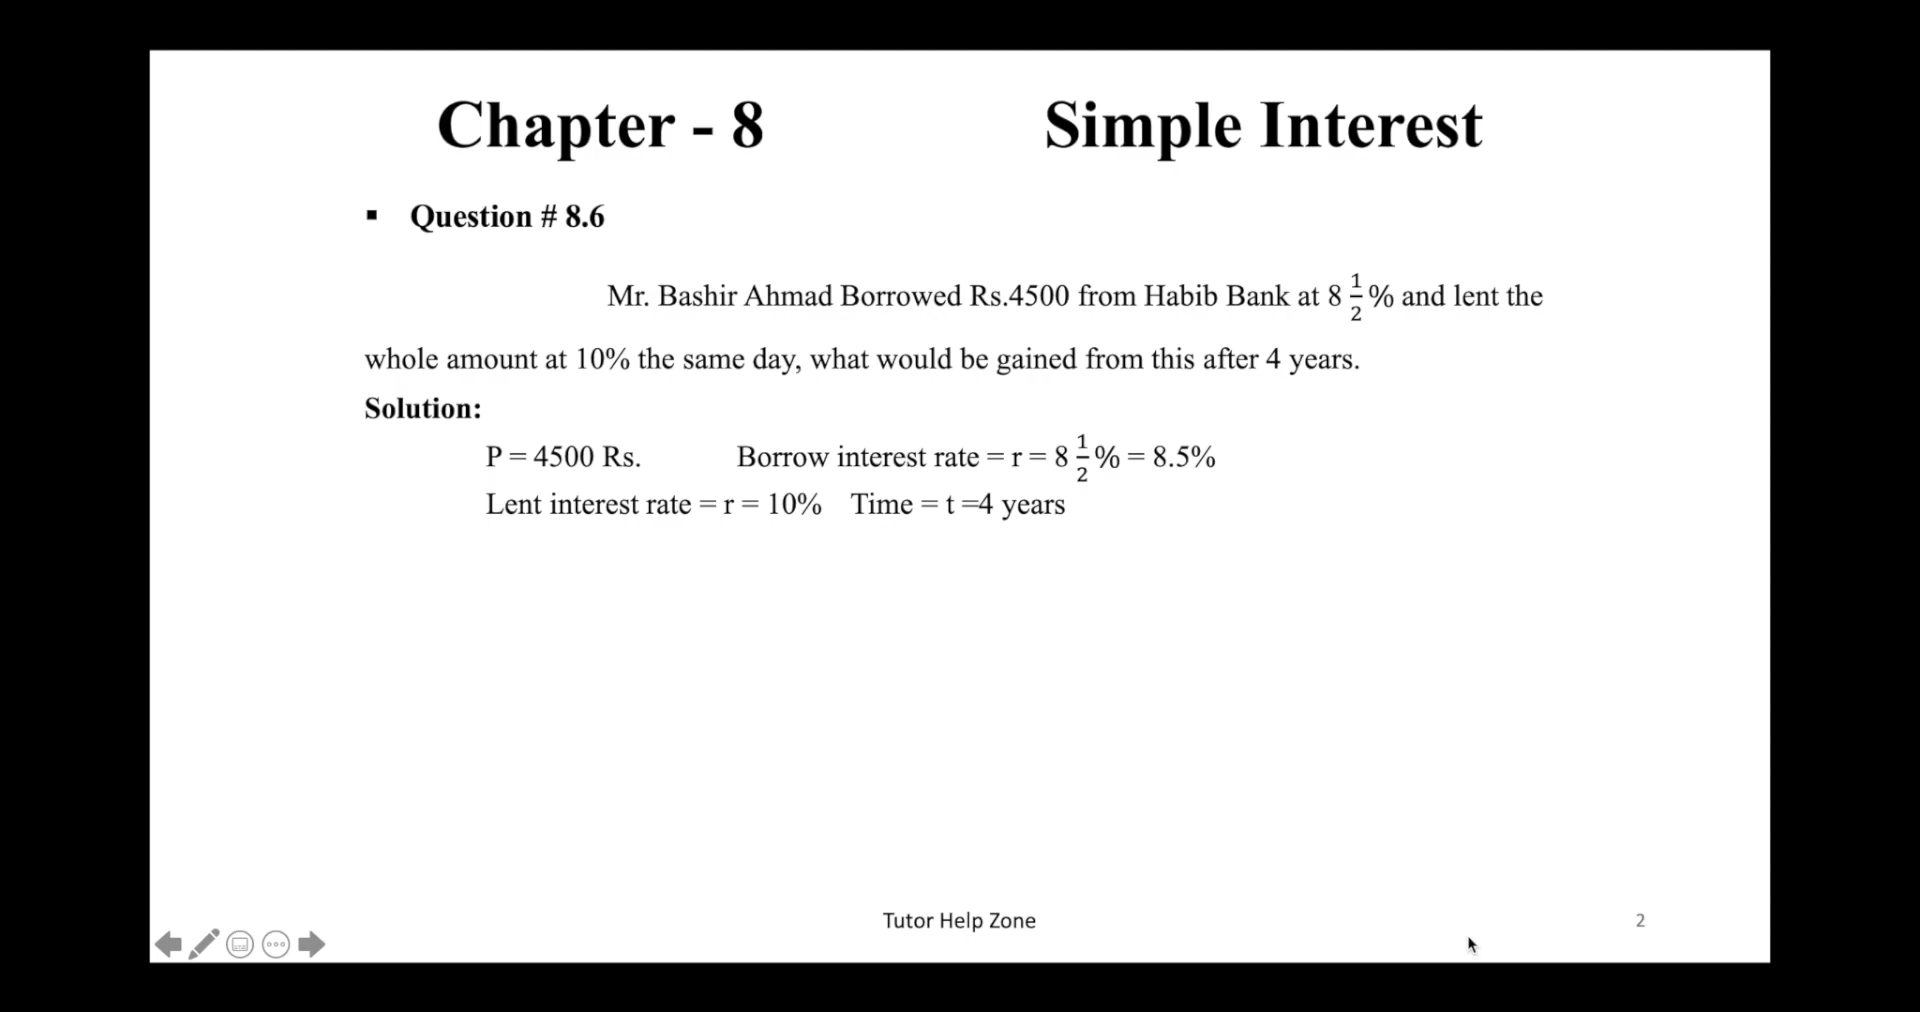 Chapter - 8 Simple Interest
▪ Question # 8.6
Mr. Bashir Ahmad Borrowed Rs.4500 from Habib Bank at 8 1/2 % and lent the
whole amount at 10% the same day, what would be gained from this after 4 years.
Solution:
P = 4500 Rs. Borrow interest rate = r = 8 1/2 % = 8.5%
Lent interest rate = r = 10% Time = t =4 years
Tutor Help Zone 2